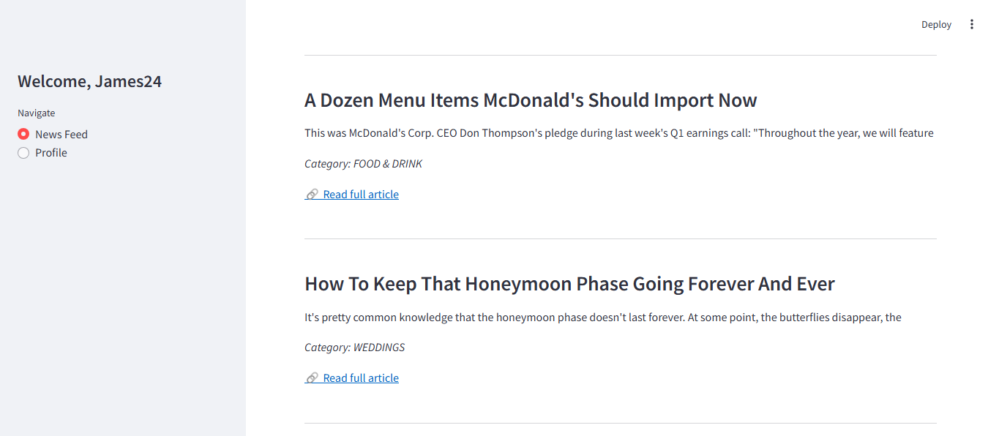 Deploy
Welcome, James24
Navigate
News Feed
Profile
A Dozen Menu Items McDonald's Should Import Now
This was McDonald's Corp. CEO Don Thompson's pledge during last week's Q1 earnings call: "Throughout the year, we will feature
Category: FOOD & DRINK
Read full article
How To Keep That Honeymoon Phase Going Forever And Ever
It's pretty common knowledge that the honeymoon phase doesn't last forever. At some point, the butterflies disappear, the
Category: WEDDINGS
Read full article